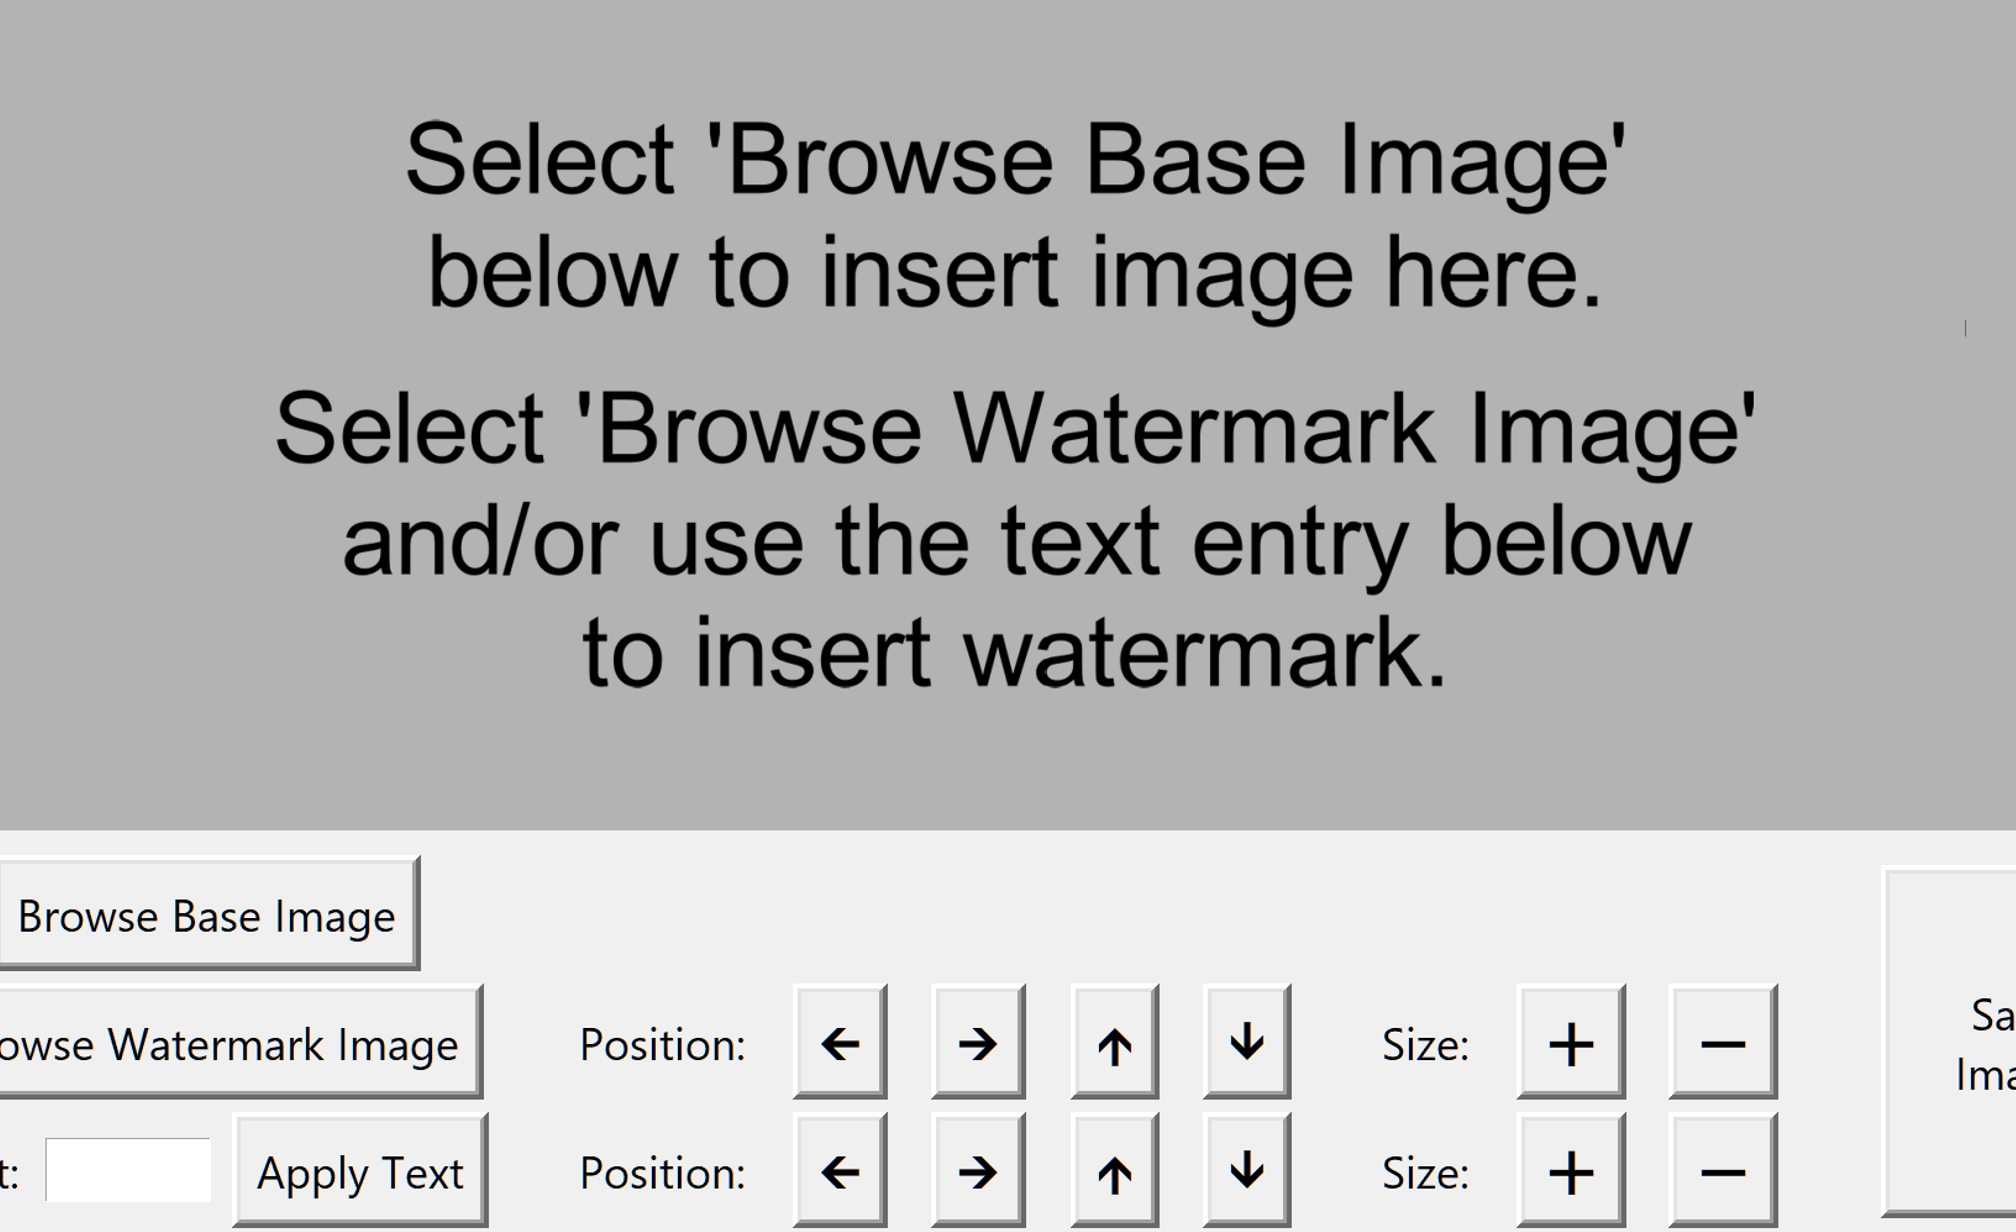 Select 'Browse Base Image'
below to insert image here.
Select 'Browse Watermark Image'
and/or use the text entry below
to insert watermark.
Browse Base Image
owse Watermark Image
Position:
← → ↑ ↓
Size:
+ −
t:
Apply Text
Position:
← → ↑ ↓
Size:
+ −
Sa
Ima